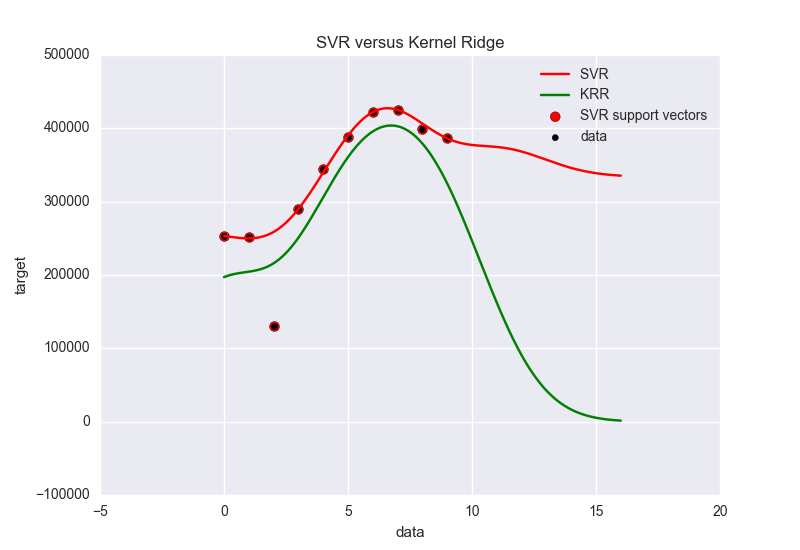 SVR versus Kernel Ridge
500000
400000
300000
200000
100000
0
−100000
target
−5
0
5
10
15
20
data
SVR
KRR
SVR support vectors
data